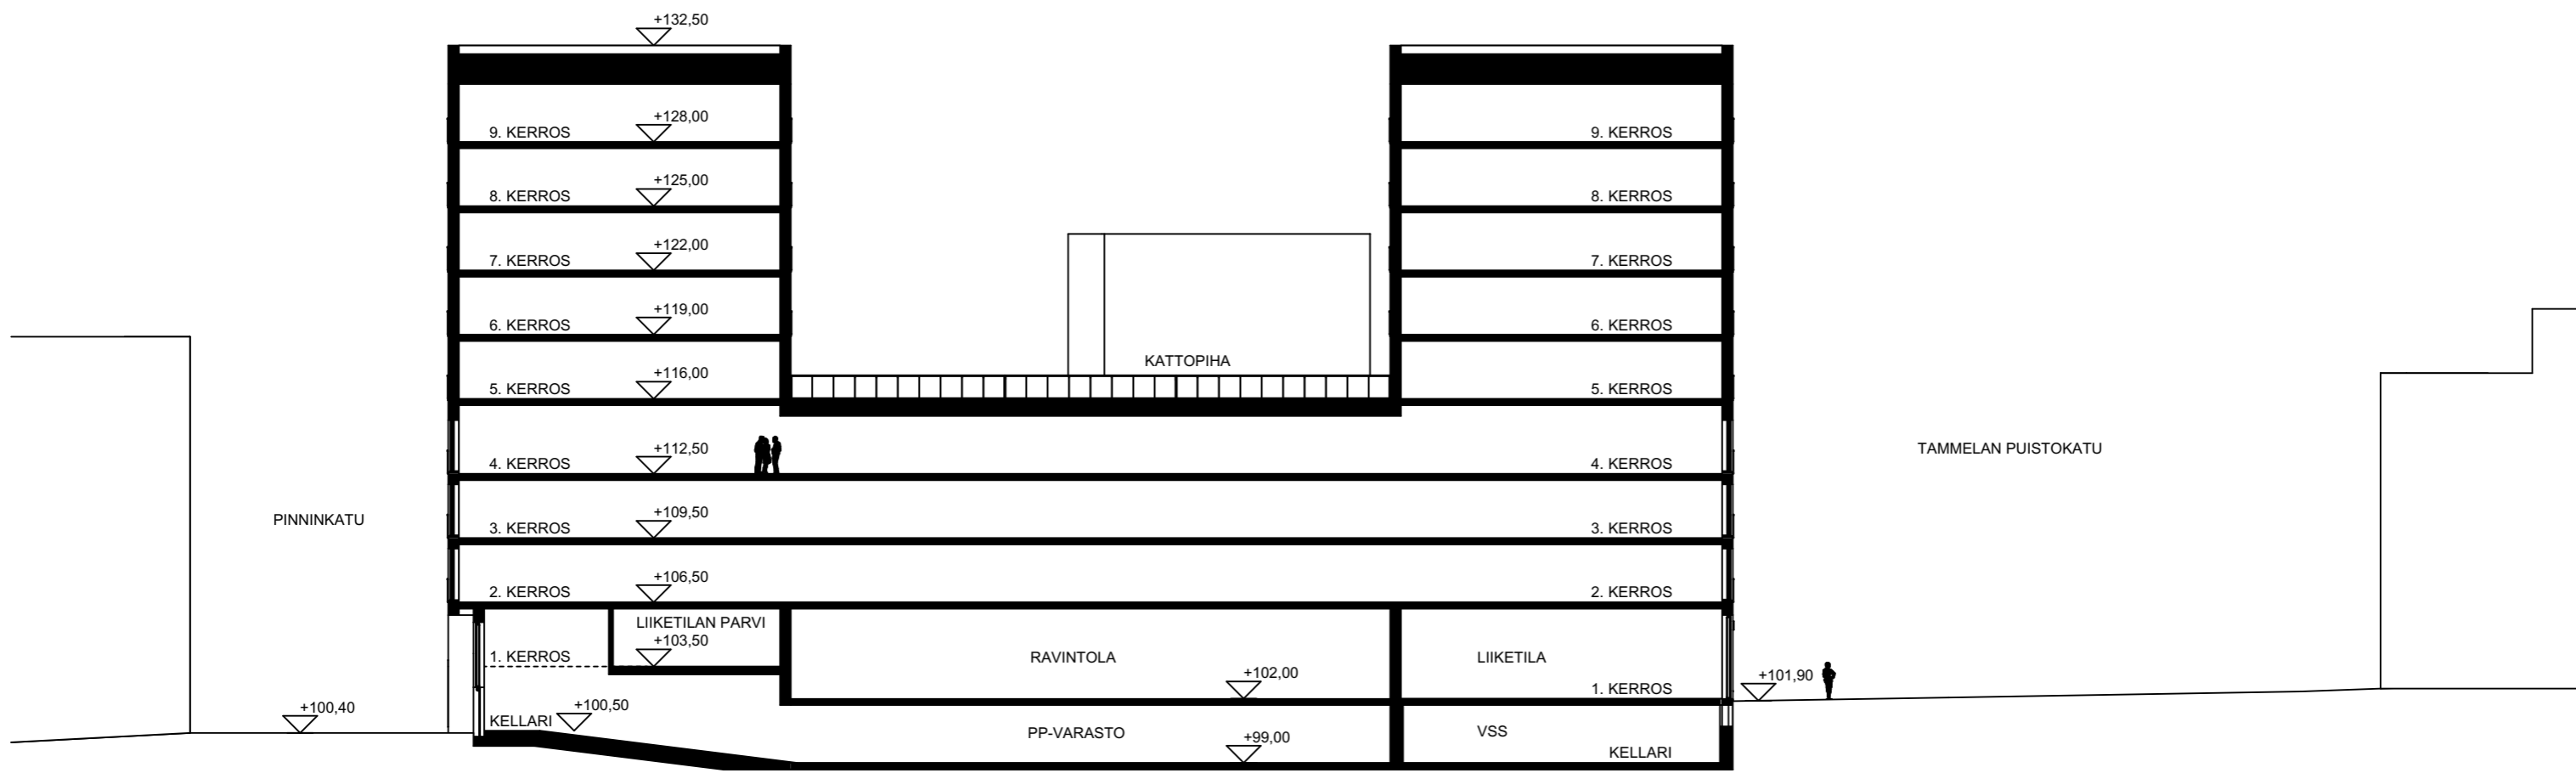 +132,50
+128,00
9. KERROS
9. KERROS
+125,00
8. KERROS
8. KERROS
+122,00
7. KERROS
7. KERROS
+119,00
6. KERROS
6. KERROS
KATTOPIHA
+116,00
5. KERROS
5. KERROS
+112,50
TAMMELAN PUISTOKATU
4. KERROS
4. KERROS
+109,50
PINNINKATU
3. KERROS
3. KERROS
+106,50
2. KERROS
2. KERROS
LIIKETILAN PARVI
+103,50
1. KERROS
RAVINTOLA
LIIKETILA
+102,00
+101,90
1. KERROS
+100,40
+100,50
KELLARI
PP-VARASTO
VSS
+99,00
KELLARI